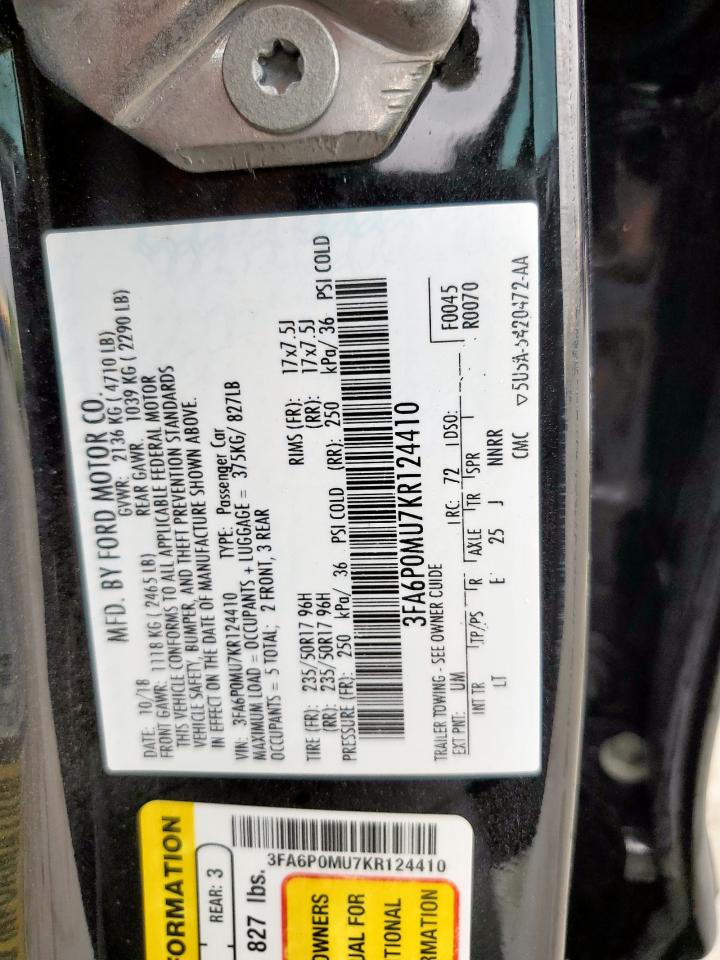 MFD. BY FORD MOTOR CO.
DATE: 10/18 GVWR: 2136 KG ( 4710 LB)
FRONT GAWR: 1118 KG ( 2465 LB) REAR GAWR: 1039 KG ( 2290 LB)
THIS VEHICLE CONFORMS TO ALL APPLICABLE FEDERAL MOTOR
VEHICLE SAFETY, BUMPER, AND THEFT PREVENTION STANDARDS
IN EFFECT ON THE DATE OF MANUFACTURE SHOWN ABOVE.
VIN: 3FA6P0MU7KR124410 TYPE: Passenger Car
MAXIMUM LOAD = OCCUPANTS + LUGGAGE = 375KG/ 827LB
OCCUPANTS = 5 TOTAL; 2 FRONT, 3 REAR
TIRE (FR): 235/50R17 96H RIMS (FR): 17x7.5J
(RR): 235/50R17 96H (RR): 17x7.5J
PRESSURE (FR): 250 kPa/ 36 PSI COLD (RR): 250 kPa/ 36 PSI COLD
3FA6P0MU7KR124410
TRAILER TOWING - SEE OWNER GUIDE F0045
EXT PNT: UM RC: 72 DSO: R0070
INT TR TP/PS R AXLE TR SPR
LT E 25 J NNRR
CMC
FORMATION
REAR: 3
827 lbs.
3FA6P0MU7KR124410
OWNERS
UAL FOR
TIONAL
RMATION